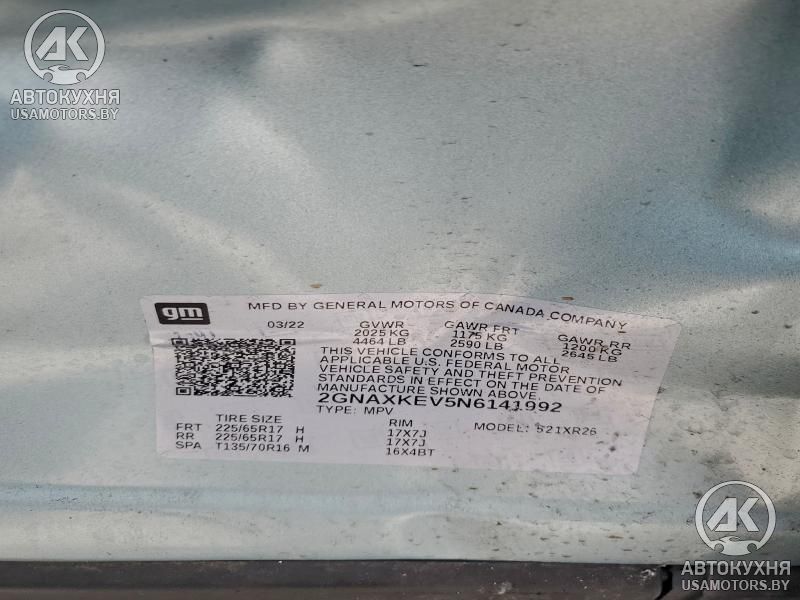 AK
АВТОКУХНЯ
USAMOTORS.BY
gm
MFD BY GENERAL MOTORS OF CANADA COMPANY
03/22 GVWR GAWR FRT GAWR RR
2025 KG 1175 KG 1200 KG
4464 LB 2590 LB 2645 LB
THIS VEHICLE CONFORMS TO ALL
APPLICABLE U.S. FEDERAL MOTOR
VEHICLE SAFETY AND THEFT PREVENTION
STANDARDS IN EFFECT ON THE DATE OF
MANUFACTURE SHOWN ABOVE.
2GNAXKEV5N6141992
TYPE: MPV MODEL: 521XR26
TIRE SIZE RIM
FRT 225/65R17 H 17X7J
RR 225/65R17 H 17X7J
SPA T135/70R16 M 16X4BT
AK
АВТОКУХНЯ
USAMOTORS.BY